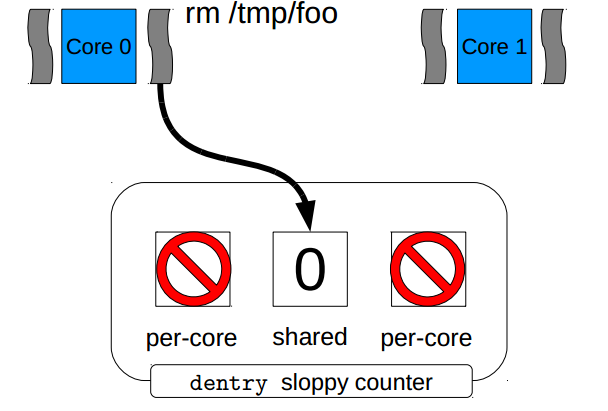 rm /tmp/foo
Core 0
Core 1
0
per-core
shared
per-core
dentry sloppy counter